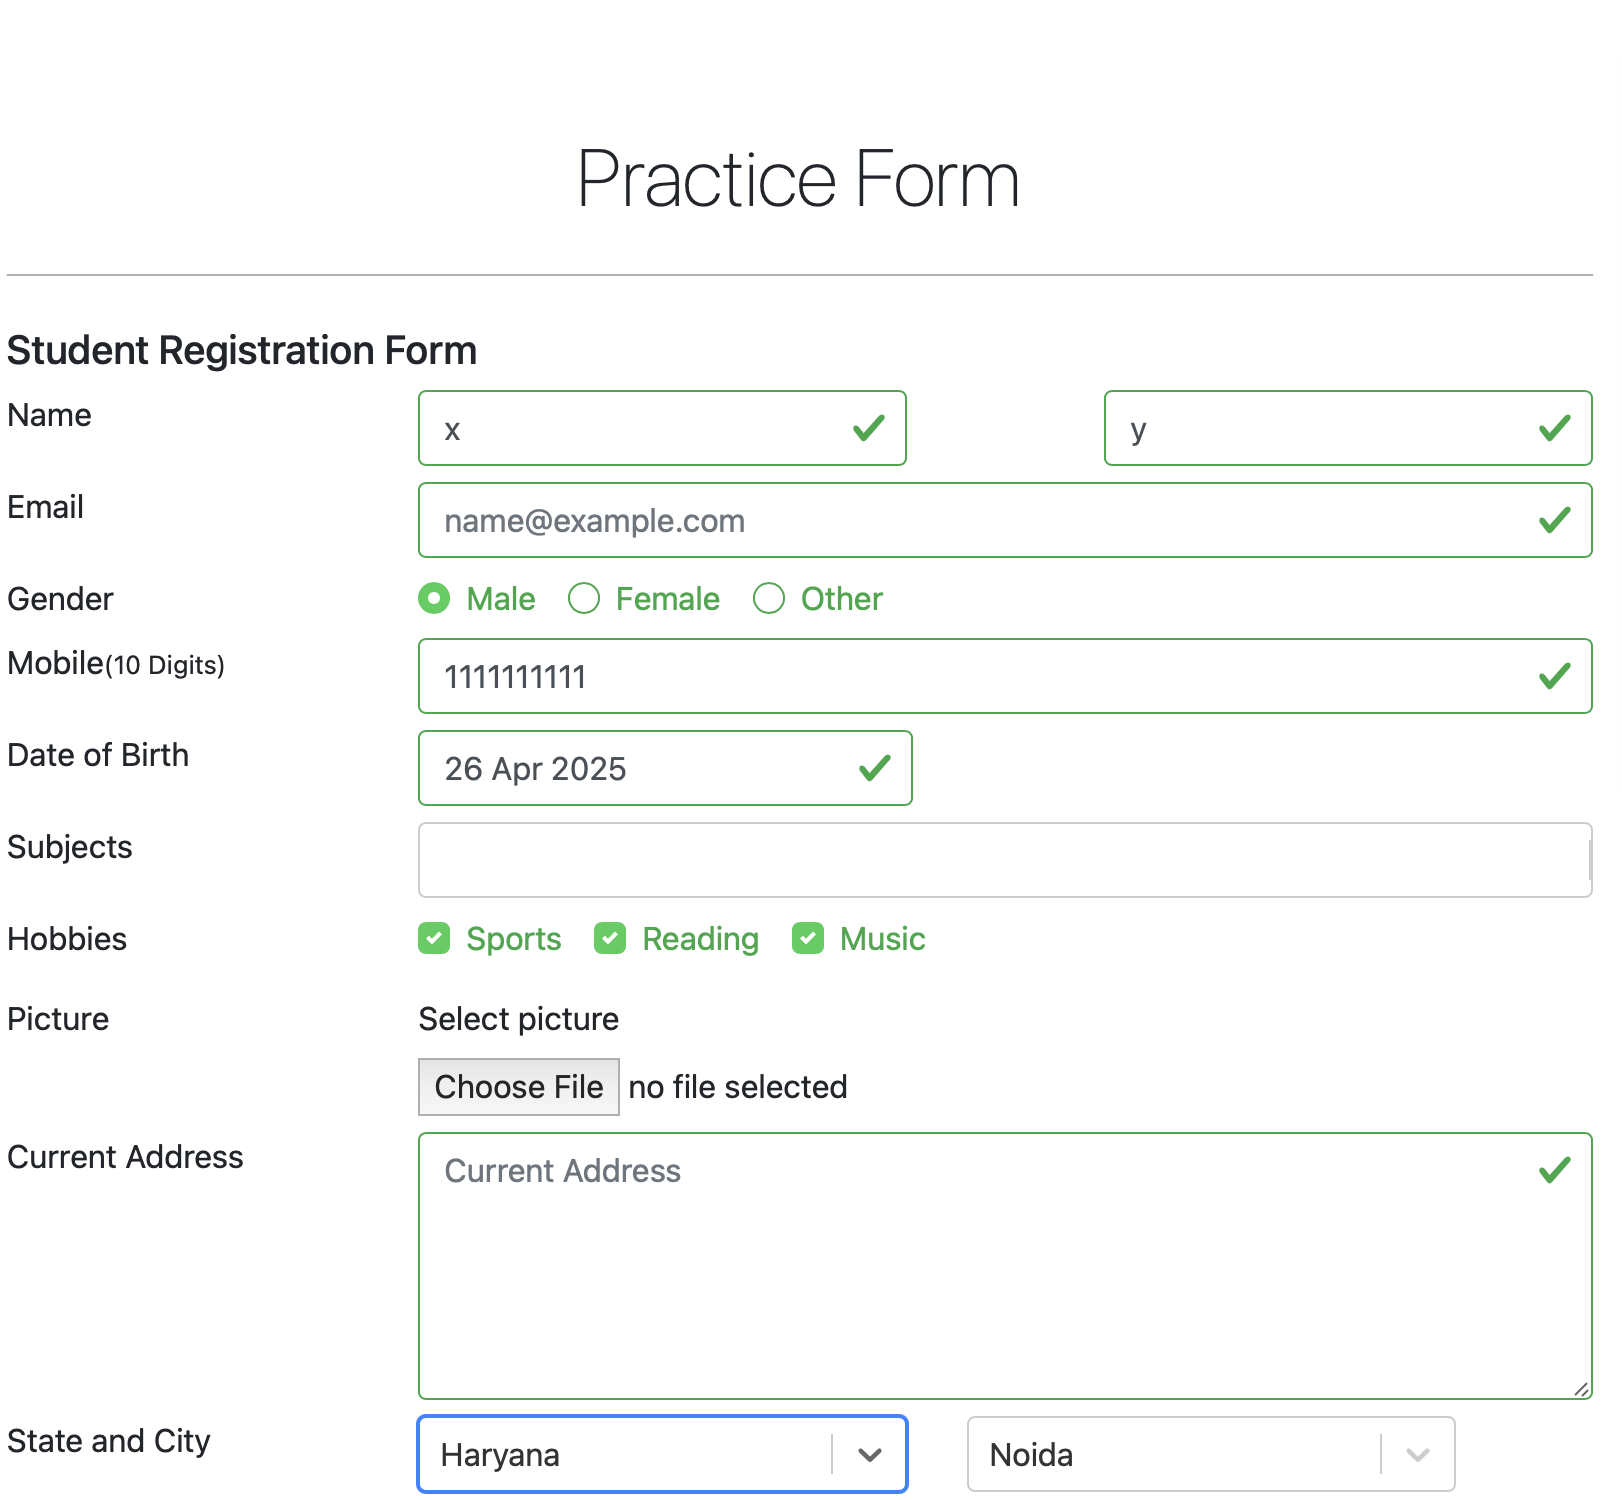 Practice Form
Student Registration Form
Name x y
Email name@example.com
Gender Male Female Other
Mobile(10 Digits) 1111111111
Date of Birth 26 Apr 2025
Subjects
Hobbies Sports Reading Music
Picture Select picture
Choose File no file selected
Current Address Current Address
State and City Haryana Noida